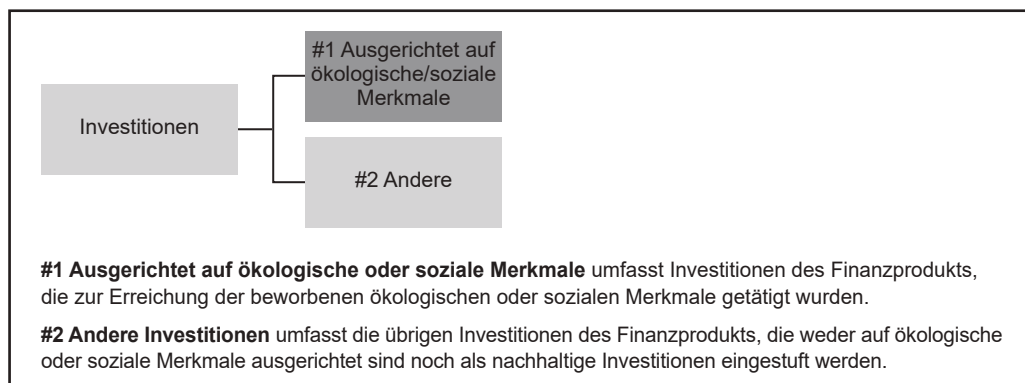 #1 Ausgerichtet auf
ökologische/soziale
Merkmale
Investitionen
#2 Andere
#1 Ausgerichtet auf ökologische oder soziale Merkmale umfasst Investitionen des Finanzprodukts,
die zur Erreichung der beworbenen ökologischen oder sozialen Merkmale getätigt wurden.
#2 Andere Investitionen umfasst die übrigen Investitionen des Finanzprodukts, die weder auf ökologische
oder soziale Merkmale ausgerichtet sind noch als nachhaltige Investitionen eingestuft werden.